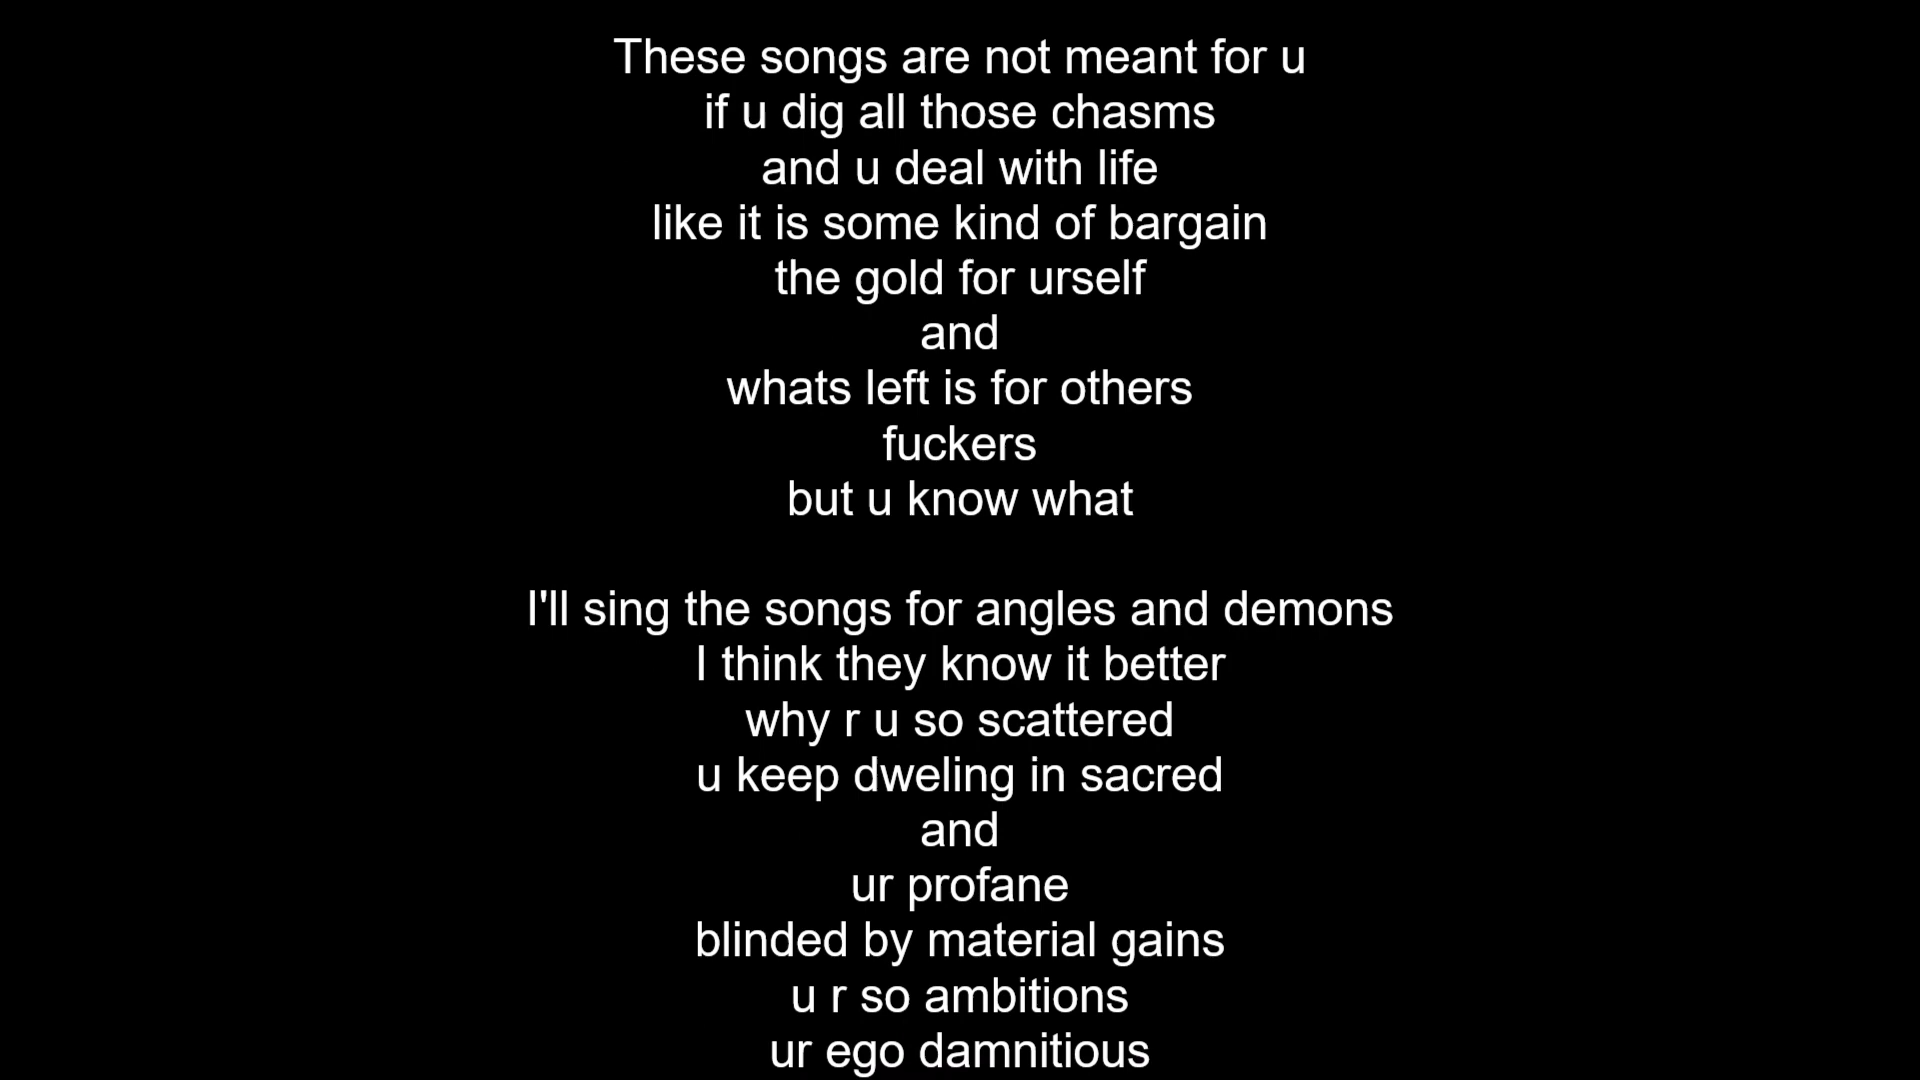 These songs are not meant for u
if u dig all those chasms
and u deal with life
like it is some kind of bargain
the gold for urself
and
whats left is for others
fuckers
but u know what

I'll sing the songs for angles and demons
I think they know it better
why r u so scattered
u keep dweling in sacred
and
ur profane
blinded by material gains
u r so ambitions
ur ego damnitious